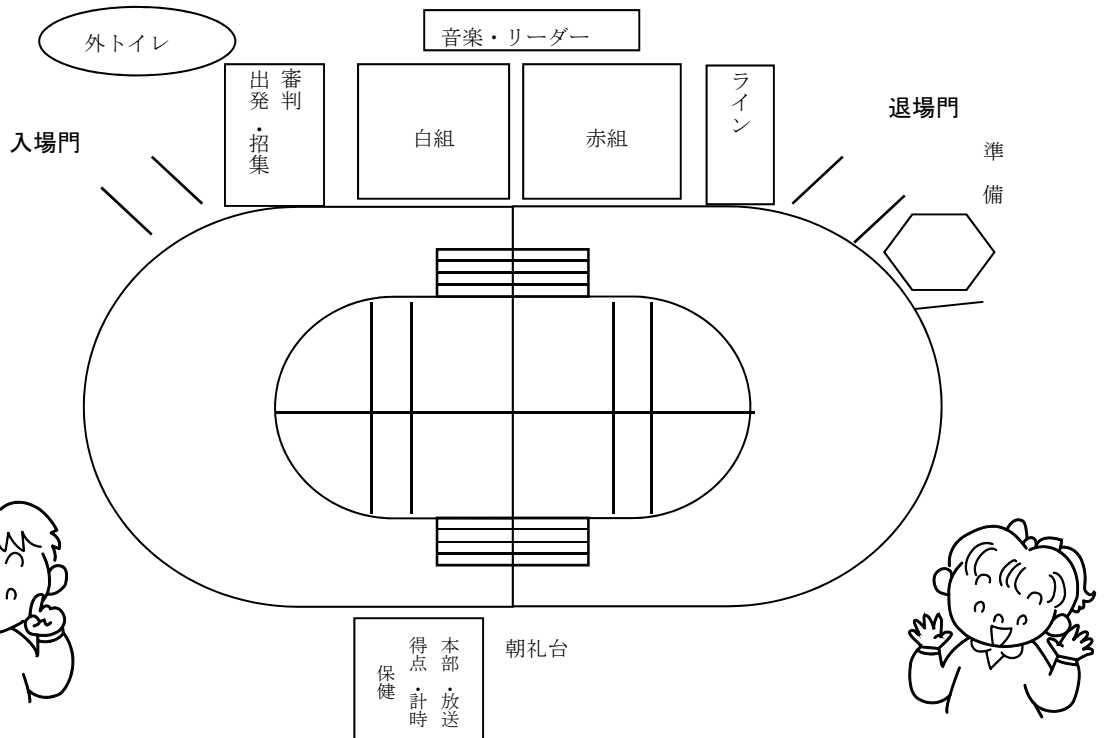 外トイレ
音楽・リーダー
審判
出発・招集
白組
赤組
ライン
退場門
入場門
準備
朝礼台
本部・放送
得点・計時
保健